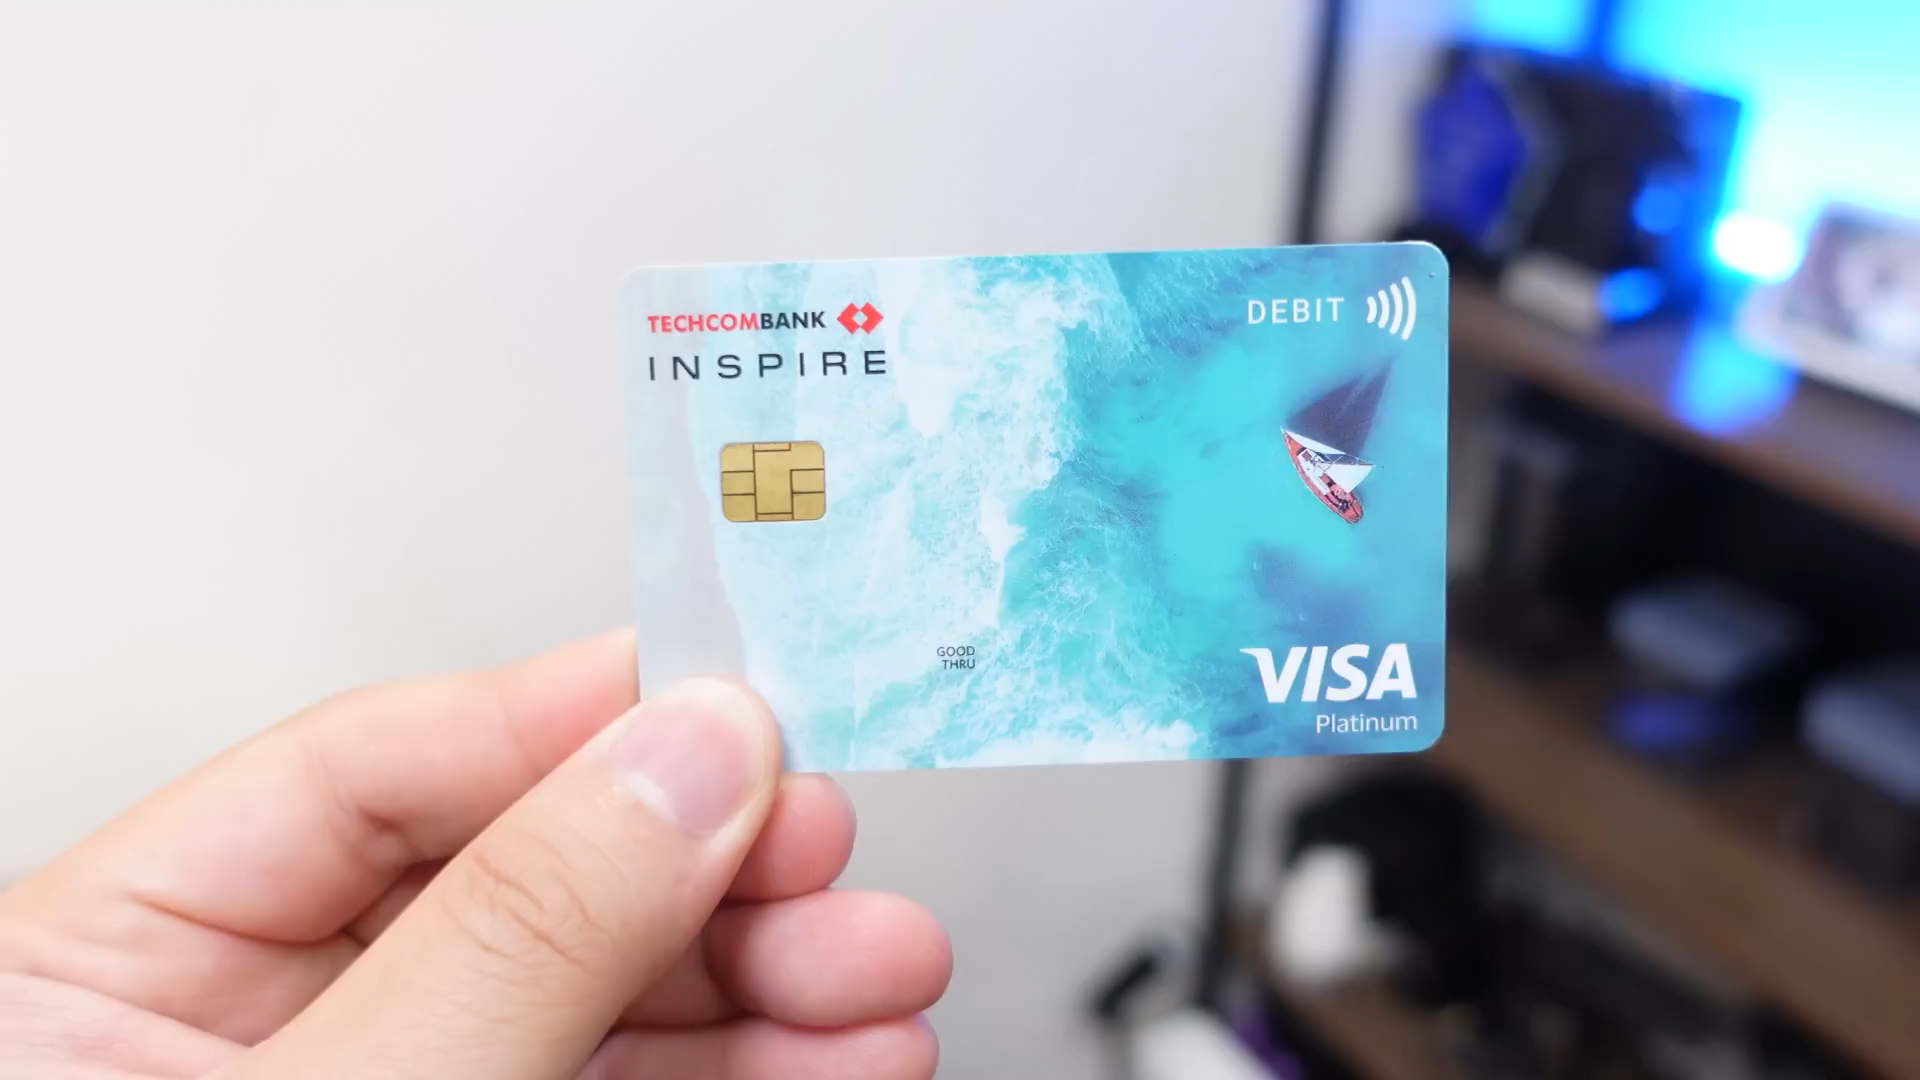 TECHCOMBANK
INSPIRE
DEBIT
GOOD
THRU
VISA
Platinum